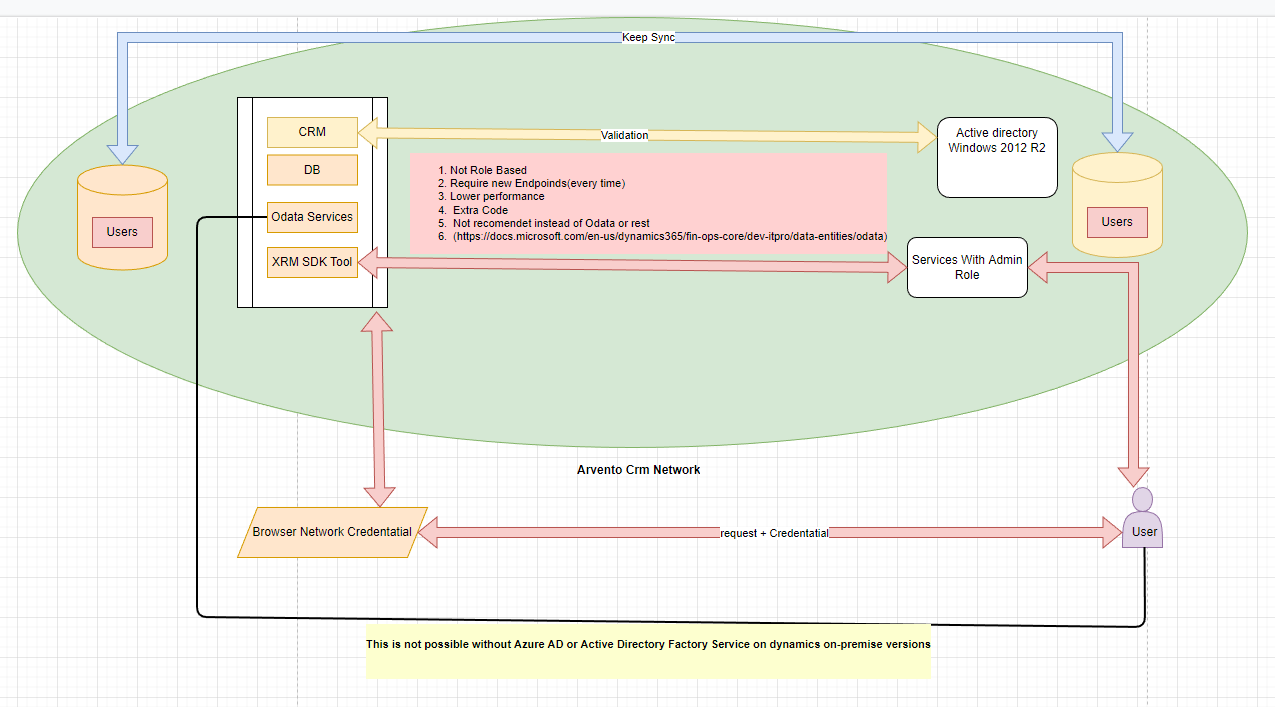 Keep Sync
CRM
Validation
Active directory
Windows 2012 R2
DB
1. Not Role Based
2. Require new Endpoinds(every time)
3. Lower performance
4.  Extra Code
5.  Not recomendet instead of Odata or rest
6.  (https://docs.microsoft.com/en-us/dynamics365/fin-ops-core/dev-itpro/data-entities/odata)
Users
Odata Services
Users
XRM SDK Tool
Services With Admin
Role
Arvento Crm Network
Browser Network Credentatial
request + Credentatial
User
This is not possible without Azure AD or Active Directory Factory Service on dynamics on-premise versions